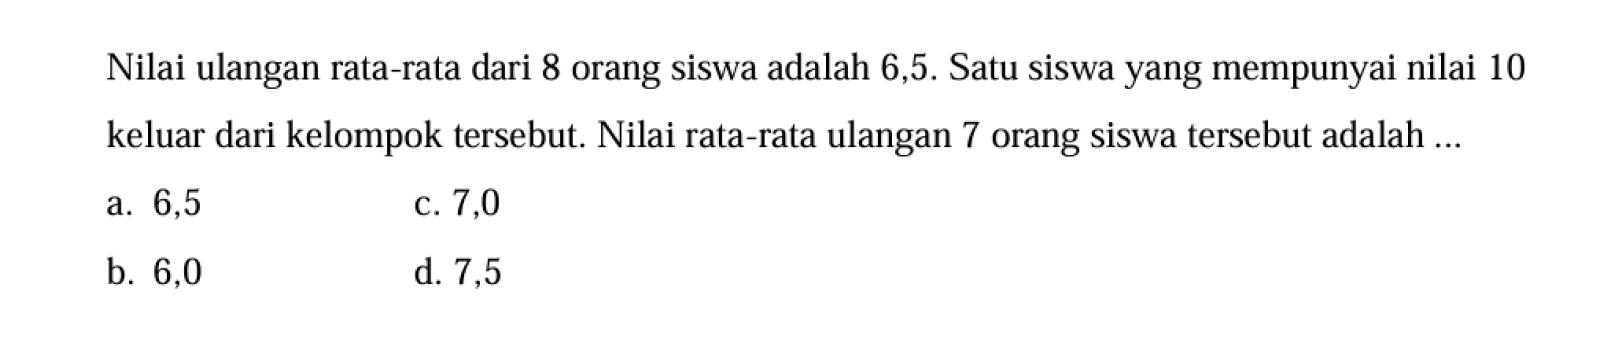 Nilai ulangan rata-rata dari 8 orang siswa adalah 6,5. Satu siswa yang mempunyai nilai 10
keluar dari kelompok tersebut. Nilai rata-rata ulangan 7 orang siswa tersebut adalah ...
a. 6,5 c. 7,0
b. 6,0 d. 7,5